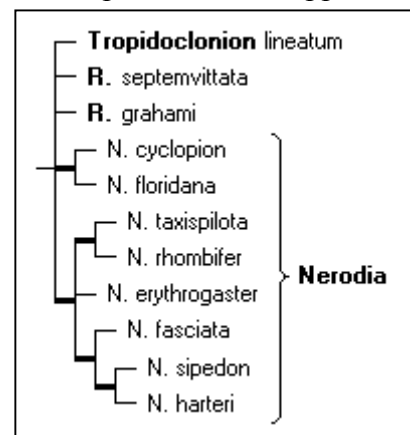 Tropidoclonion lineatum
R. septemvittata
R. grahami
N. cyclopion
N. floridana
N. taxispilota
N. rhombifer
N. erythrogaster
Nerodia
N. fasciata
N. sipedon
N. harteri